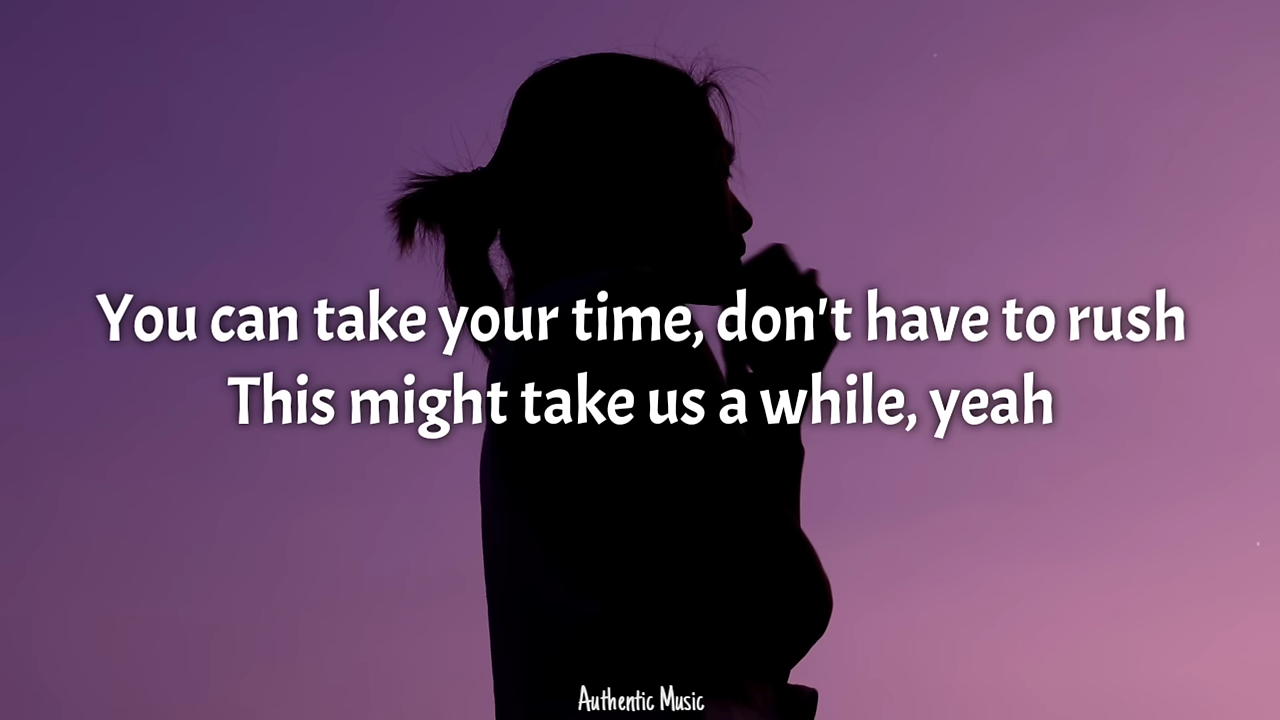 You can take your time, don't have to rush
This might take us a while, yeah
Authentic Music